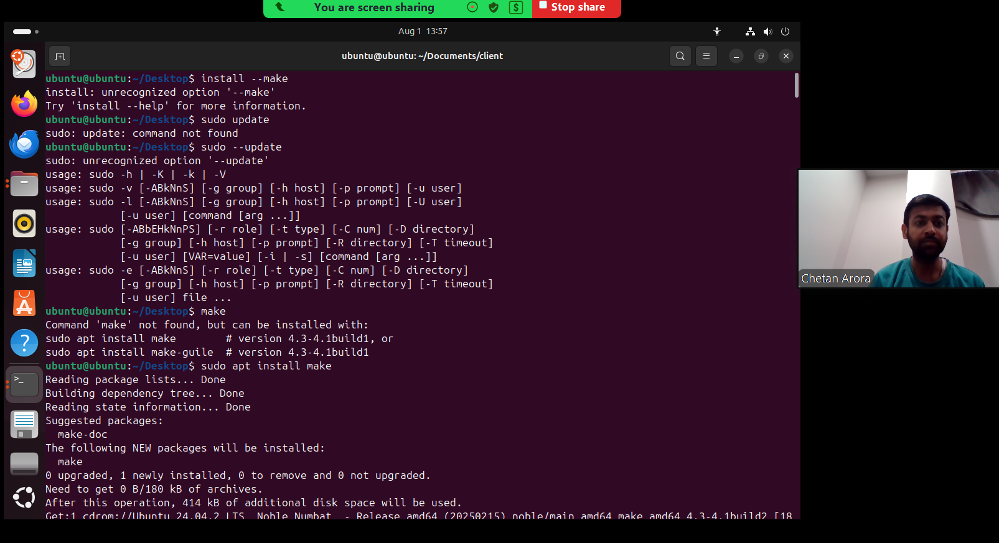 You are screen sharing
$
Stop share
Aug 1 13:57
ubuntu@ubuntu: ~/Documents/client
ubuntu@ubuntu:~/Desktop$ install --make
install: unrecognized option '--make'
Try 'install --help' for more information.
ubuntu@ubuntu:~/Desktop$ sudo update
sudo: update: command not found
ubuntu@ubuntu:~/Desktop$ sudo --update
sudo: unrecognized option '--update'
usage: sudo -h | -K | -k | -V
usage: sudo -v [-ABkNnS] [-g group] [-h host] [-p prompt] [-u user]
usage: sudo -l [-ABkNnS] [-g group] [-h host] [-p prompt] [-U user]
            [-u user] [command [arg ...]]
usage: sudo [-ABbEHkNnPS] [-r role] [-t type] [-C num] [-D directory]
            [-g group] [-h host] [-p prompt] [-R directory] [-T timeout]
            [-u user] [VAR=value] [-i | -s] [command [arg ...]]
usage: sudo -e [-ABkNnS] [-r role] [-t type] [-C num] [-D directory]
            [-g group] [-h host] [-p prompt] [-R directory] [-T timeout]
            [-u user] file ...
ubuntu@ubuntu:~/Desktop$ make
Command 'make' not found, but can be installed with:
sudo apt install make        # version 4.3-4.1build1, or
sudo apt install make-guile  # version 4.3-4.1build1
ubuntu@ubuntu:~/Desktop$ sudo apt install make
Reading package lists... Done
Building dependency tree... Done
Reading state information... Done
Suggested packages:
  make-doc
The following NEW packages will be installed:
  make
0 upgraded, 1 newly installed, 0 to remove and 0 not upgraded.
Need to get 0 B/180 kB of archives.
After this operation, 414 kB of additional disk space will be used.
Get:1 cdrom://Ubuntu 24.04.2 LTS _Noble Numbat_ - Release amd64 (20250215) noble/main amd64 make amd64 4.3-4.1build2 [18
Chetan Arora